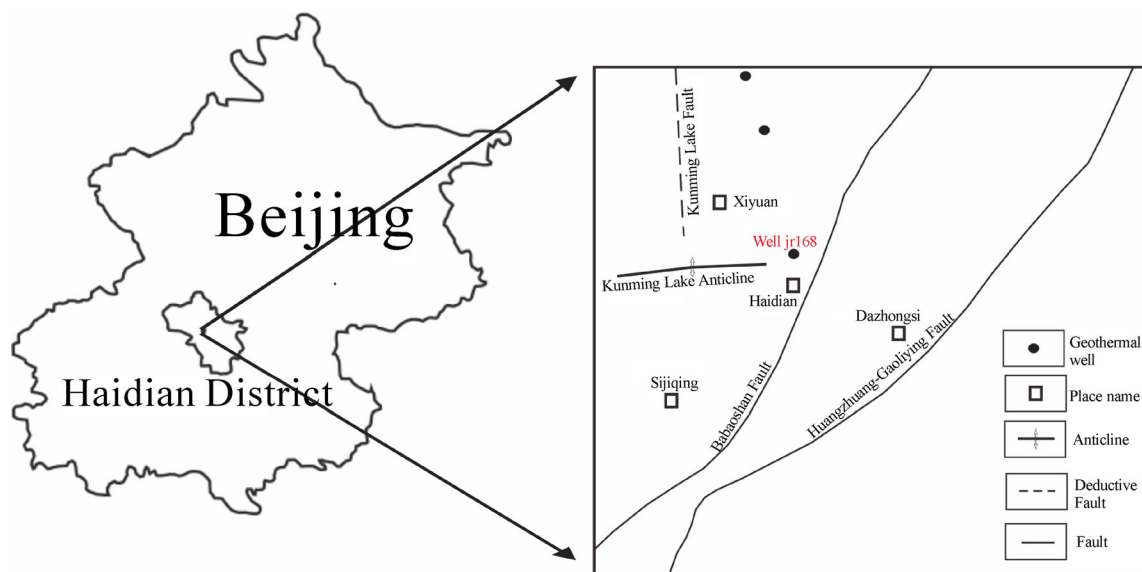 Beijing
Haidian District
Kunming Lake Fault
Xiyuan
Well jr168
Kunming Lake Anticline
Haidian
Dazhongsi
Sijiqing
Babaoshan Fault
Huangzhuang-Gaoliying Fault
Geothermal
well
Place name
Anticline
Deductive
Fault
Fault